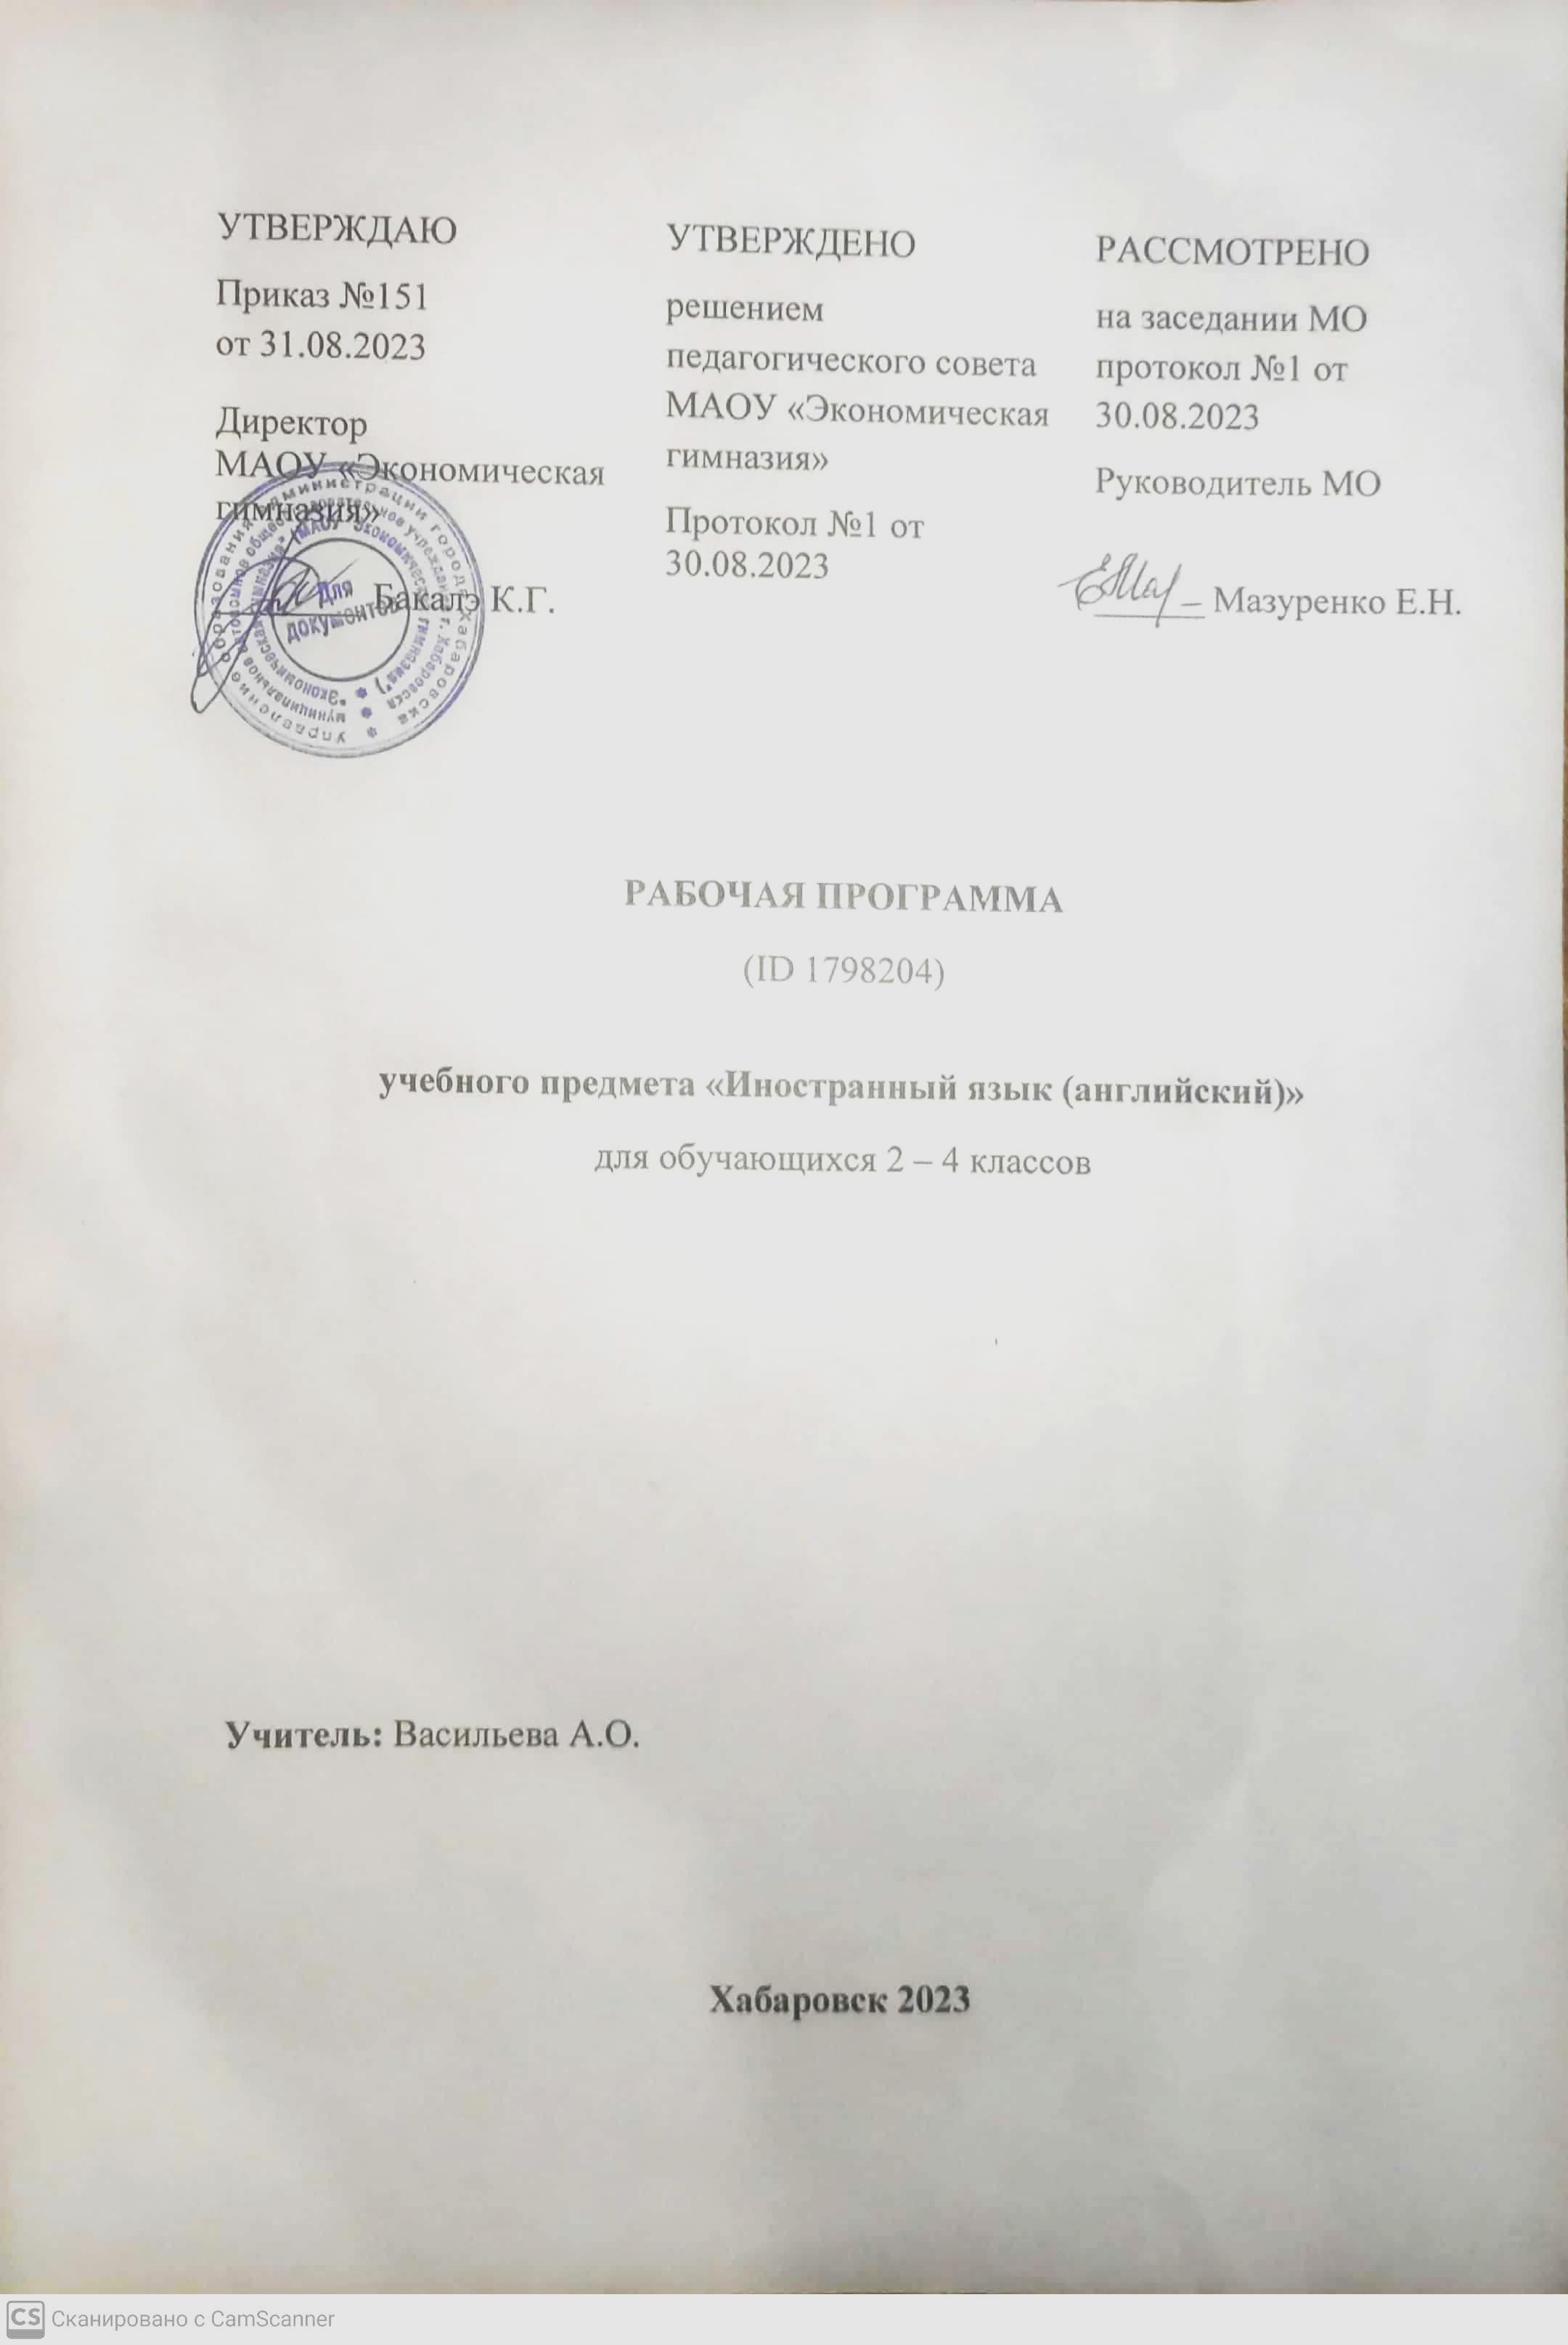 УТВЕРЖДАЮ
Приказ №151
от 31.08.2023
Директор
МАОУ «Экономическая
гимназия»
Бакалэ К.Г.
Для
документов
УТВЕРЖДЕНО
решением
педагогического совета
МАОУ «Экономическая
гимназия»
Протокол №1 от
30.08.2023
РАССМОТРЕНО
на заседании МО
протокол №1 от
30.08.2023
Руководитель МО
Мазуренко Е.Н.
РАБОЧАЯ ПРОГРАММА
(ID 1798204)
учебного предмета «Иностранный язык (английский)»
для обучающихся 2 – 4 классов
Учитель: Васильева А.О.
Хабаровск 2023
CS Сканировано с CamScanner